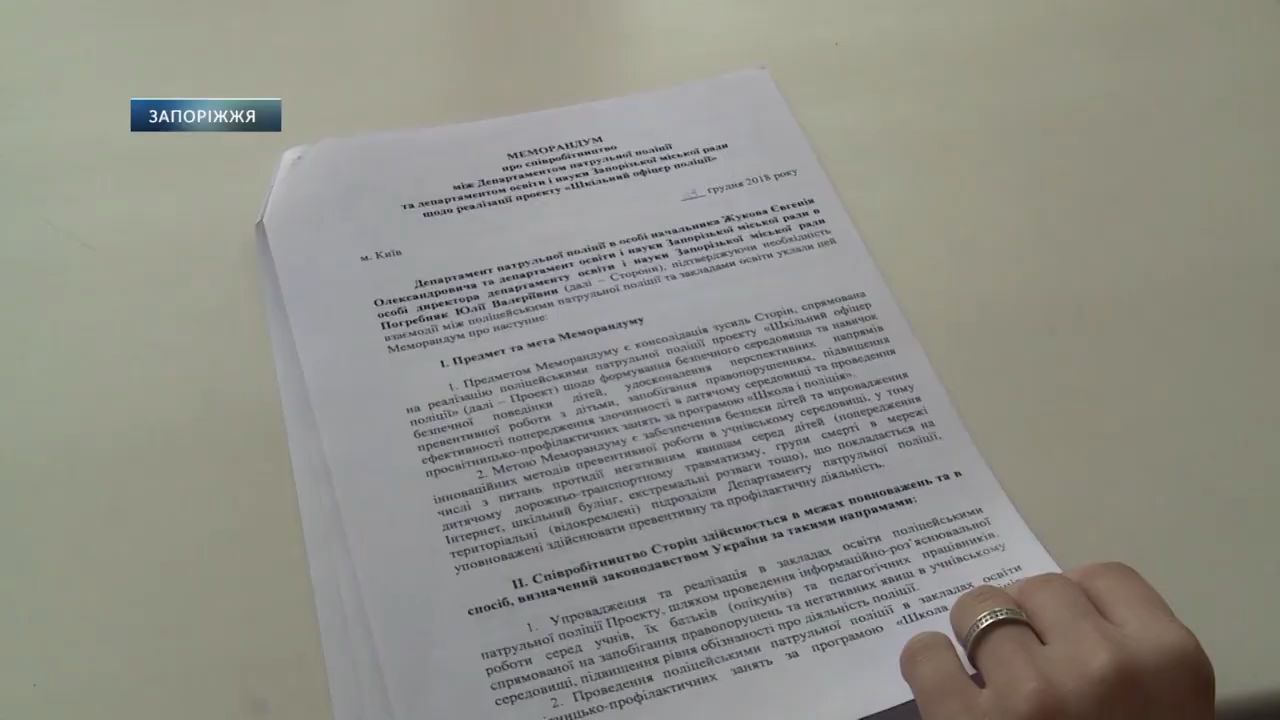 ЗАПОРІЖЖЯ
МЕМОРАНДУМ
про співробітництво
між Департаментом патрульної поліції
та департаментом освіти і науки Запорізької міської ради
щодо реалізації проекту «Шкільний офіцер поліції»
грудня 2018 року
м. Київ
Департамент патрульної поліції в особі начальника Жукова Євгенія
Олександровича та департамент освіти і науки Запорізької міської ради в
особі директора департаменту освіти і науки Запорізької міської ради
Погребняк Юлії Валеріївни (далі – Сторони), підтверджуючи необхідність
взаємодії між поліцейськими патрульної поліції та закладами освіти уклали цей
Меморандум про наступне:
І. Предмет та мета Меморандуму
1. Предметом Меморандуму є консолідація зусиль Сторін, спрямована
на реалізацію поліцейськими патрульної поліції проекту «Шкільний офіцер
поліції» (далі – Проект) щодо формування безпечного середовища та навичок
безпечної поведінки дітей, удосконалення перспективних напрямів
превентивної роботи з дітьми, запобігання правопорушенням, підвищення
ефективності попередження злочинності в дитячому середовищі та проведення
просвітницько-профілактичних занять за програмою «Школа і поліція».
2. Метою Меморандуму є забезпечення безпеки дітей та впровадження
інноваційних методів превентивної роботи в учнівському середовищі, у тому
числі з питань протидії негативним явищам серед дітей (попередження
дитячому дорожньо-транспортному травматизму, групи смерті в мережі
Інтернет, шкільний булінг, екстремальні розваги тощо), що покладається на
територіальні (відокремлені) підрозділи Департаменту патрульної поліції,
уповноважені здійснювати превентивну та профілактичну діяльність.
ІІ. Співробітництво Сторін здійснюється в межах повноважень та в
спосіб, визначений законодавством України за такими напрямами:
1. Упровадження та реалізація в закладах освіти поліцейськими
патрульної поліції Проекту, шляхом проведення інформаційно-роз’яснювальної
роботи серед учнів, їх батьків (опікунів) та педагогічних працівників,
спрямованої на запобігання правопорушень та негативних явищ в учнівському
середовищі, підвищення рівня обізнаності про діяльність поліції.
2. Проведення поліцейськими патрульної поліції в закладах освіти
занять за програмою «Школа